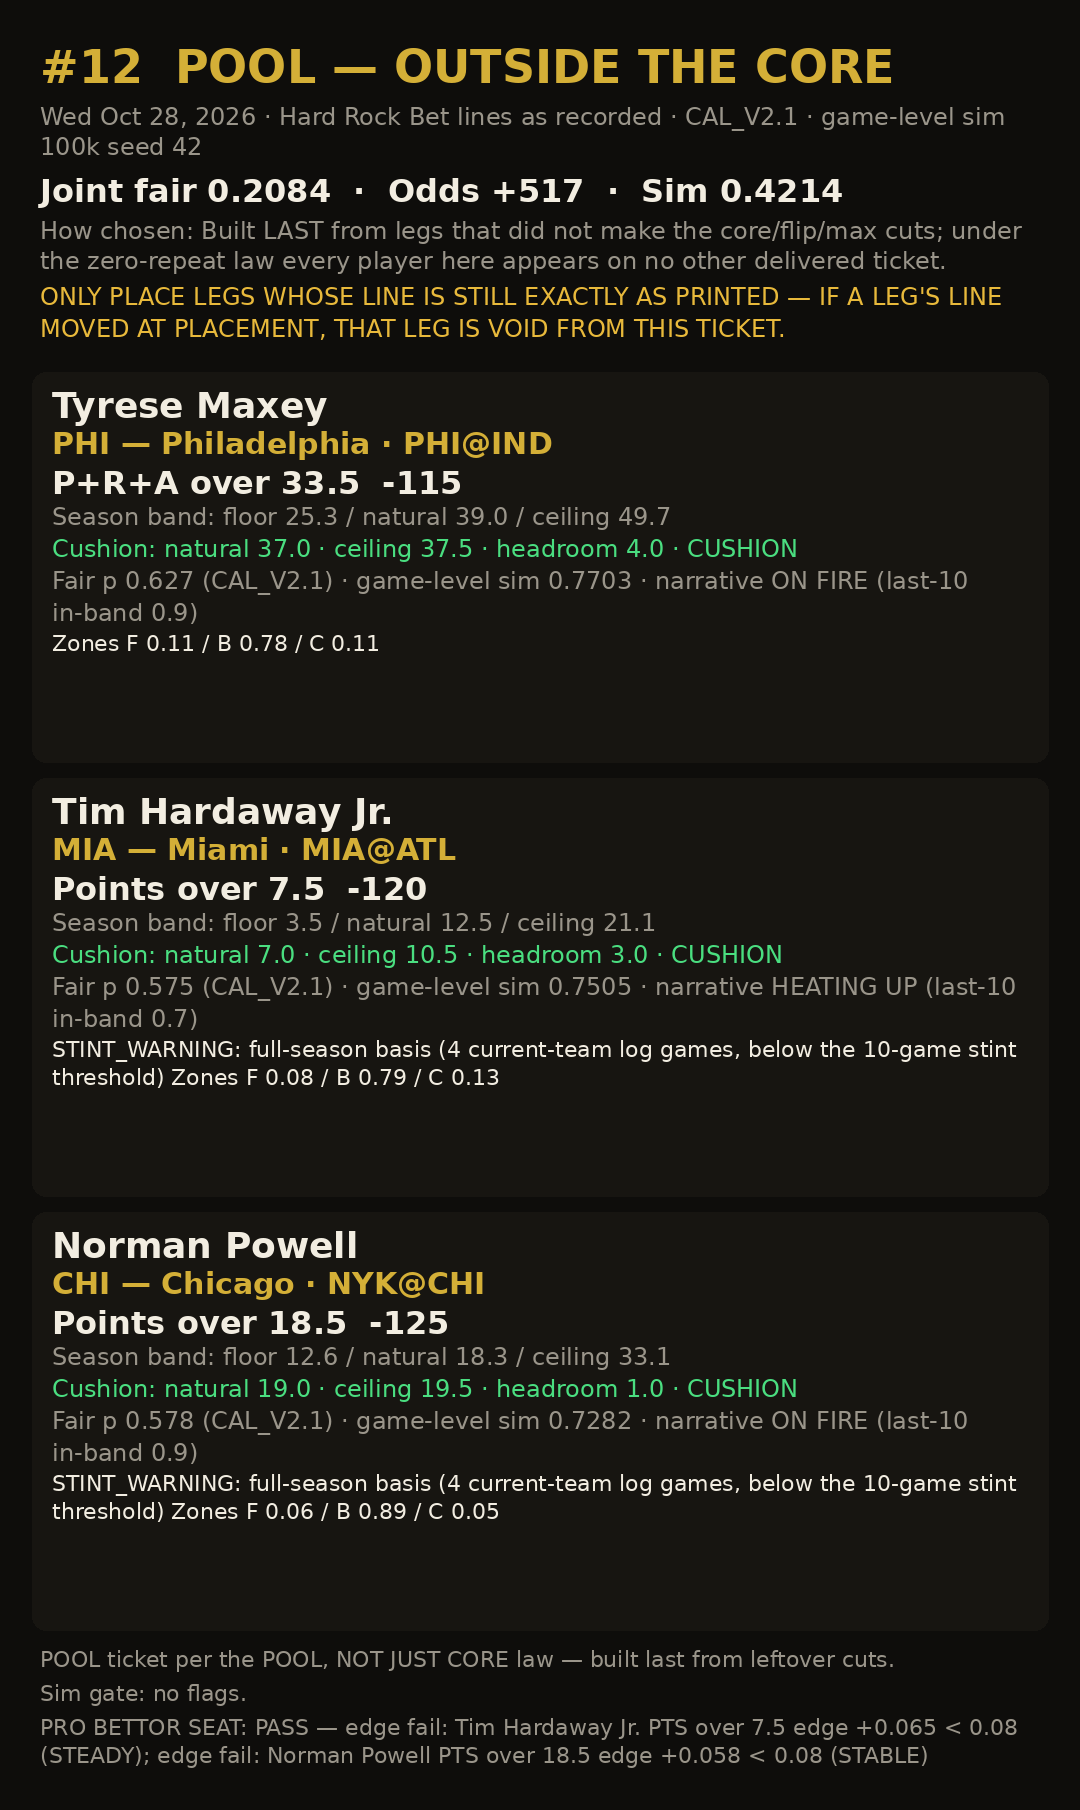 #12  POOL — OUTSIDE THE CORE
Wed Oct 28, 2026 · Hard Rock Bet lines as recorded · CAL_V2.1 · game-level sim
100k seed 42
Joint fair 0.2084  ·  Odds +517  ·  Sim 0.4214
How chosen: Built LAST from legs that did not make the core/flip/max cuts; under
the zero-repeat law every player here appears on no other delivered ticket.
ONLY PLACE LEGS WHOSE LINE IS STILL EXACTLY AS PRINTED — IF A LEG'S LINE
MOVED AT PLACEMENT, THAT LEG IS VOID FROM THIS TICKET.
Tyrese Maxey
PHI — Philadelphia · PHI@IND
P+R+A over 33.5  -115
Season band: floor 25.3 / natural 39.0 / ceiling 49.7
Cushion: natural 37.0 · ceiling 37.5 · headroom 4.0 · CUSHION
Fair p 0.627 (CAL_V2.1) · game-level sim 0.7703 · narrative ON FIRE (last-10
in-band 0.9)
Zones F 0.11 / B 0.78 / C 0.11
Tim Hardaway Jr.
MIA — Miami · MIA@ATL
Points over 7.5  -120
Season band: floor 3.5 / natural 12.5 / ceiling 21.1
Cushion: natural 7.0 · ceiling 10.5 · headroom 3.0 · CUSHION
Fair p 0.575 (CAL_V2.1) · game-level sim 0.7505 · narrative HEATING UP (last-10
in-band 0.7)
STINT_WARNING: full-season basis (4 current-team log games, below the 10-game stint
threshold) Zones F 0.08 / B 0.79 / C 0.13
Norman Powell
CHI — Chicago · NYK@CHI
Points over 18.5  -125
Season band: floor 12.6 / natural 18.3 / ceiling 33.1
Cushion: natural 19.0 · ceiling 19.5 · headroom 1.0 · CUSHION
Fair p 0.578 (CAL_V2.1) · game-level sim 0.7282 · narrative ON FIRE (last-10
in-band 0.9)
STINT_WARNING: full-season basis (4 current-team log games, below the 10-game stint
threshold) Zones F 0.06 / B 0.89 / C 0.05
POOL ticket per the POOL, NOT JUST CORE law — built last from leftover cuts.
Sim gate: no flags.
PRO BETTOR SEAT: PASS — edge fail: Tim Hardaway Jr. PTS over 7.5 edge +0.065 < 0.08
(STEADY); edge fail: Norman Powell PTS over 18.5 edge +0.058 < 0.08 (STABLE)